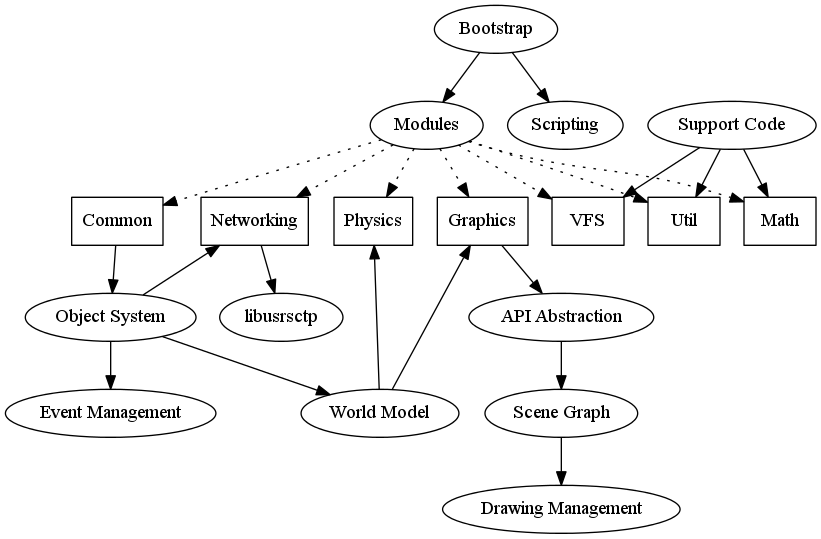 Bootstrap
Modules
Scripting
Support Code
Common
Networking
Physics
Graphics
VFS
Util
Math
Object System
libusrsctp
API Abstraction
Event Management
World Model
Scene Graph
Drawing Management